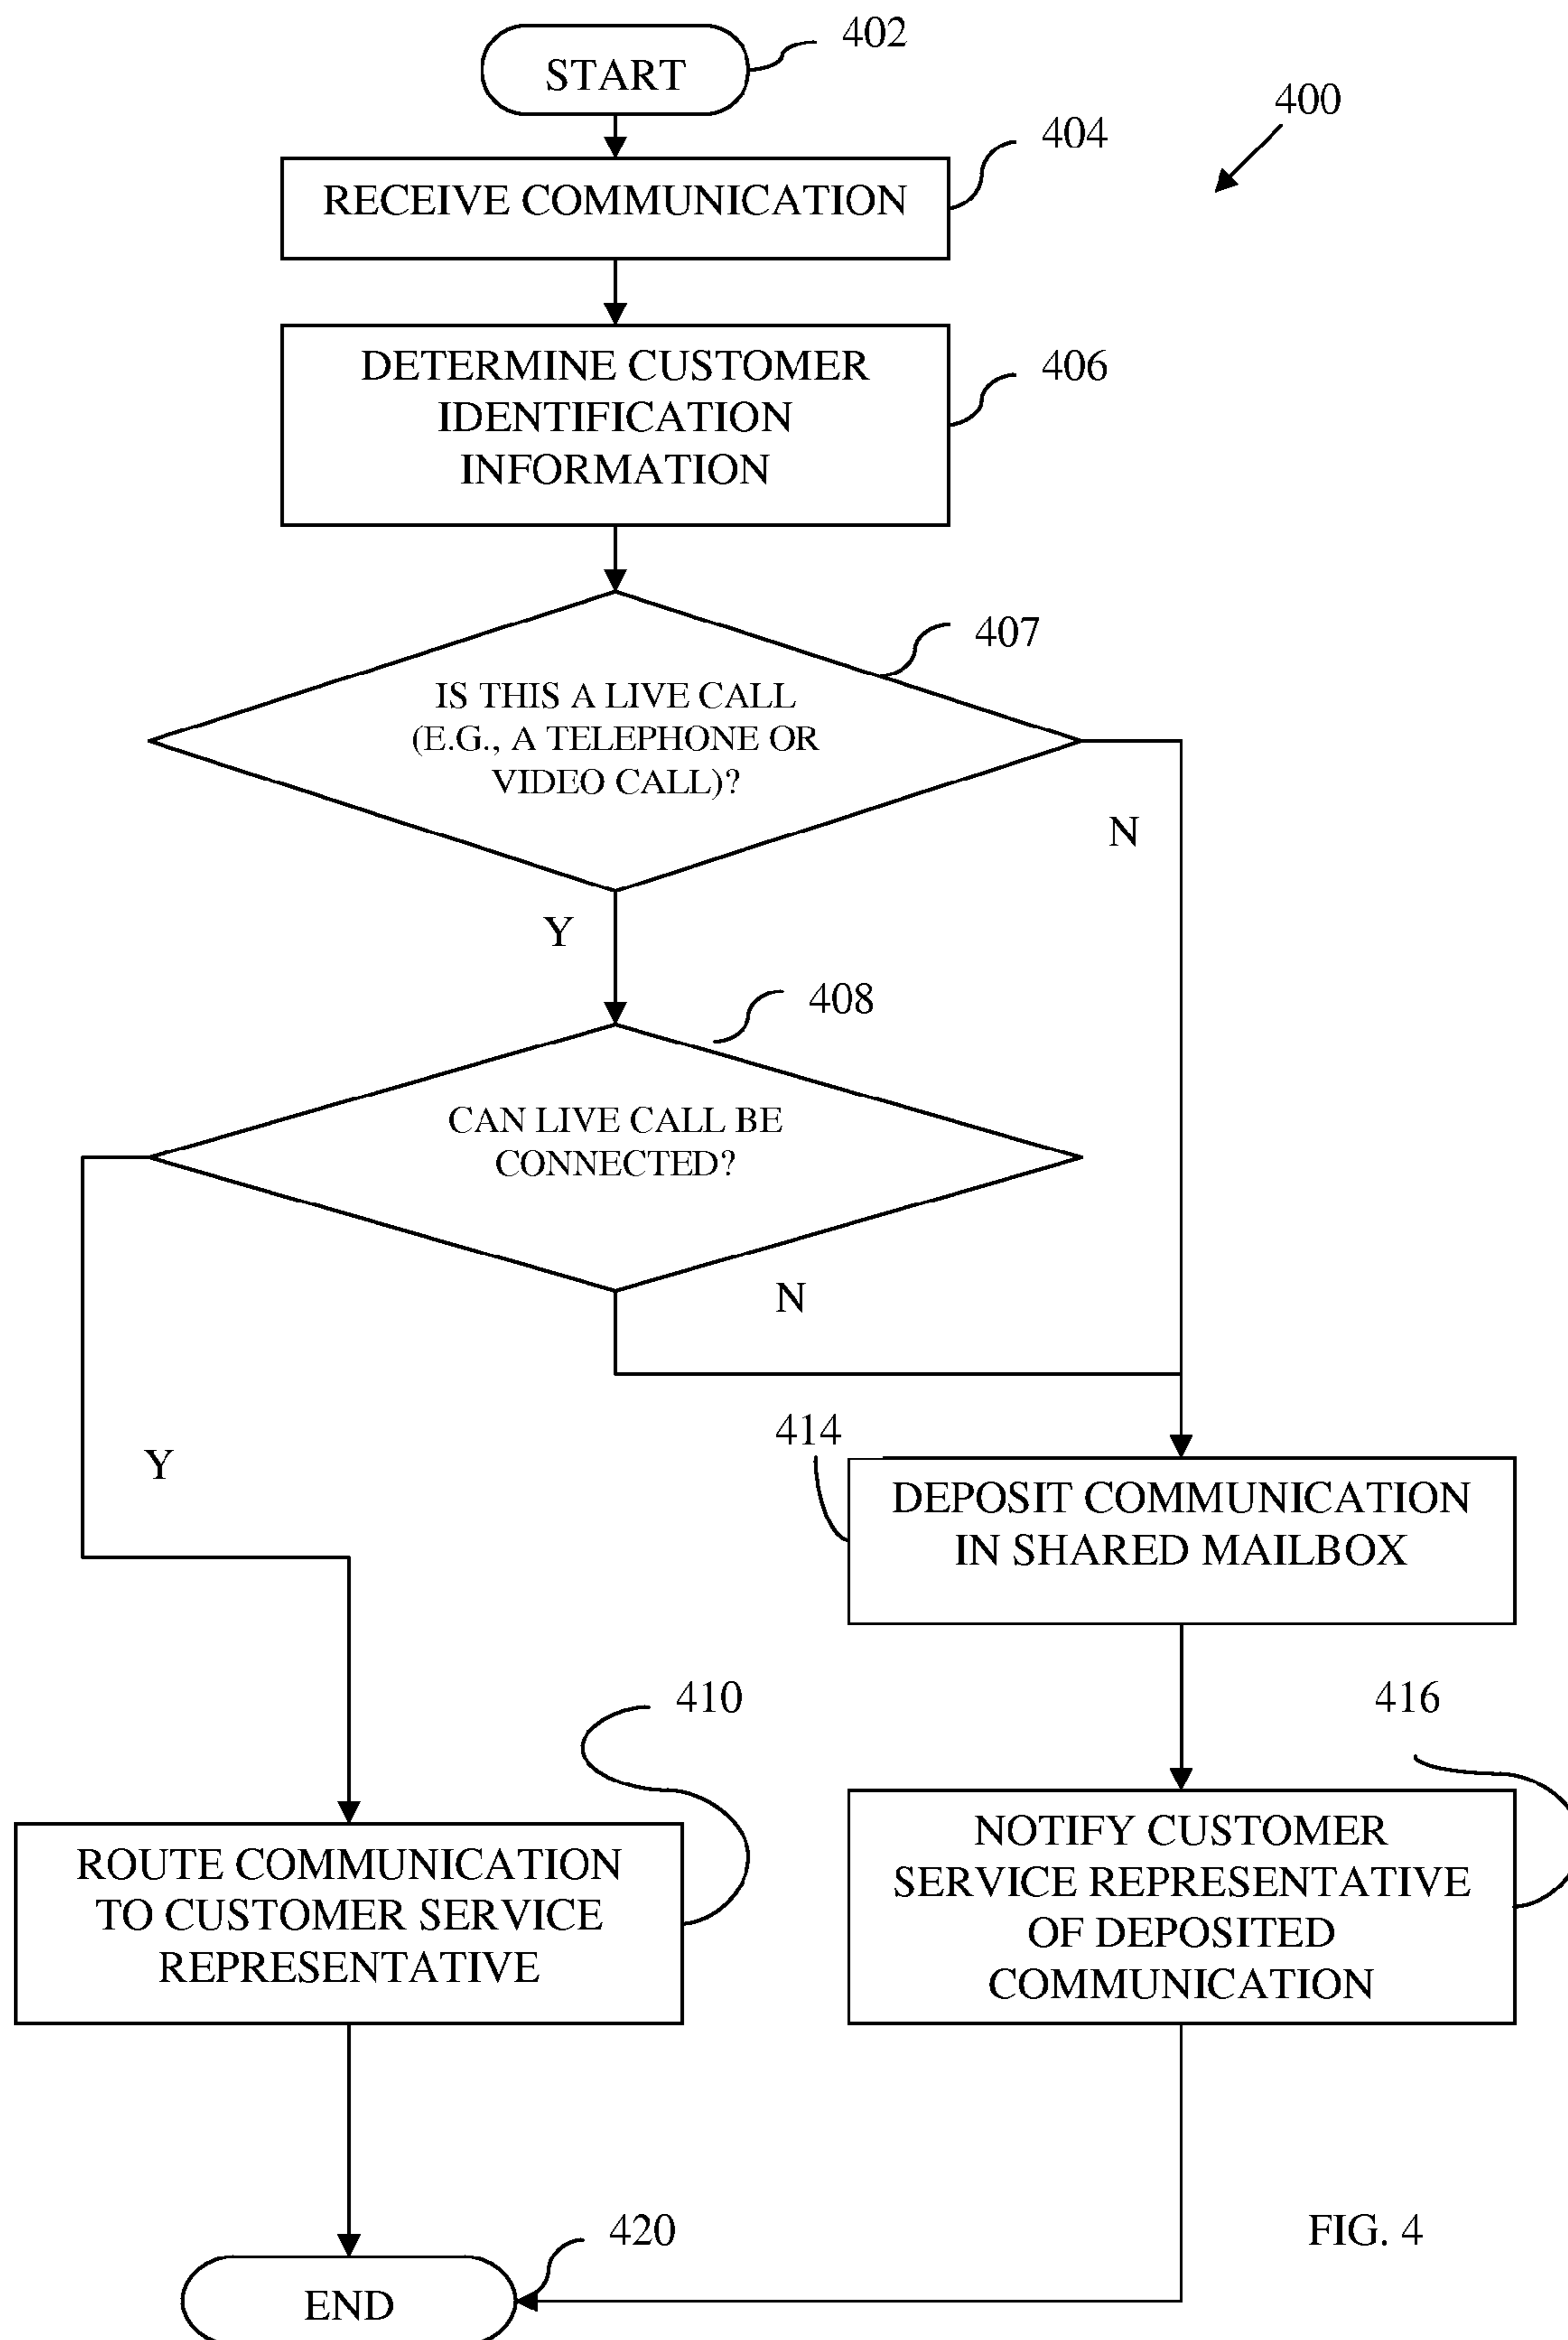 START
402
400
404
RECEIVE COMMUNICATION
DETERMINE CUSTOMER
IDENTIFICATION
INFORMATION
406
407
IS THIS A LIVE CALL
(E.G., A TELEPHONE OR
VIDEO CALL)?
N
Y
408
CAN LIVE CALL BE
CONNECTED?
N
Y
414
DEPOSIT COMMUNICATION
IN SHARED MAILBOX
410
416
ROUTE COMMUNICATION
TO CUSTOMER SERVICE
REPRESENTATIVE
NOTIFY CUSTOMER
SERVICE REPRESENTATIVE
OF DEPOSITED
COMMUNICATION
420
FIG. 4
END